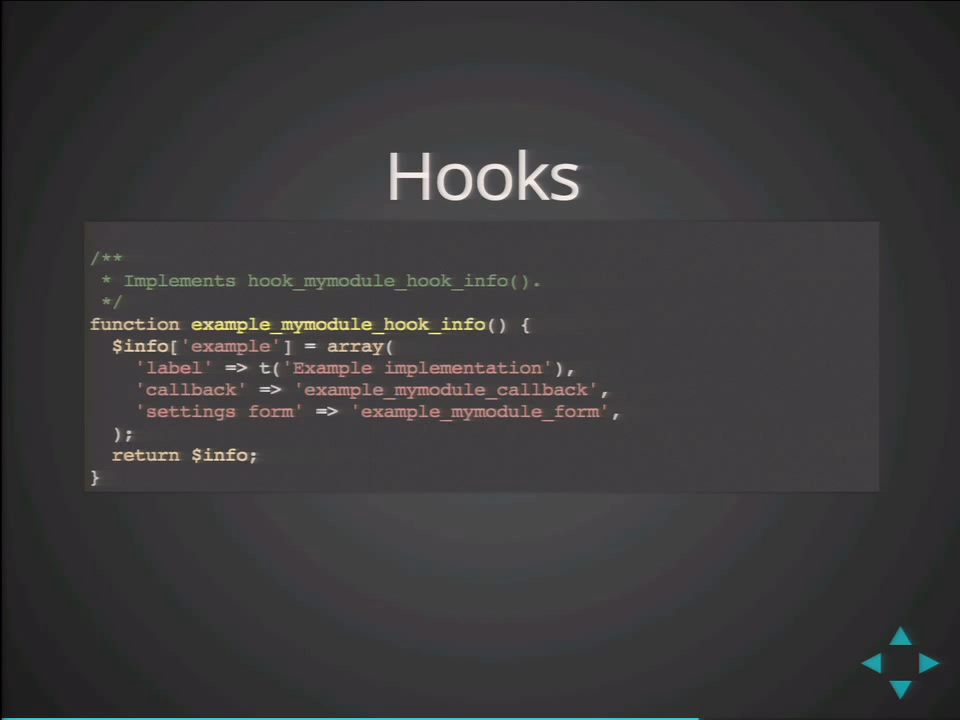 Hooks
/**
 * Implements hook_mymodule_hook_info().
 */
function example_mymodule_hook_info() {
  $info['example'] = array(
    'label' => t('Example implementation'),
    'callback' => 'example_mymodule_callback',
    'settings form' => 'example_mymodule_form',
  );
  return $info;
}